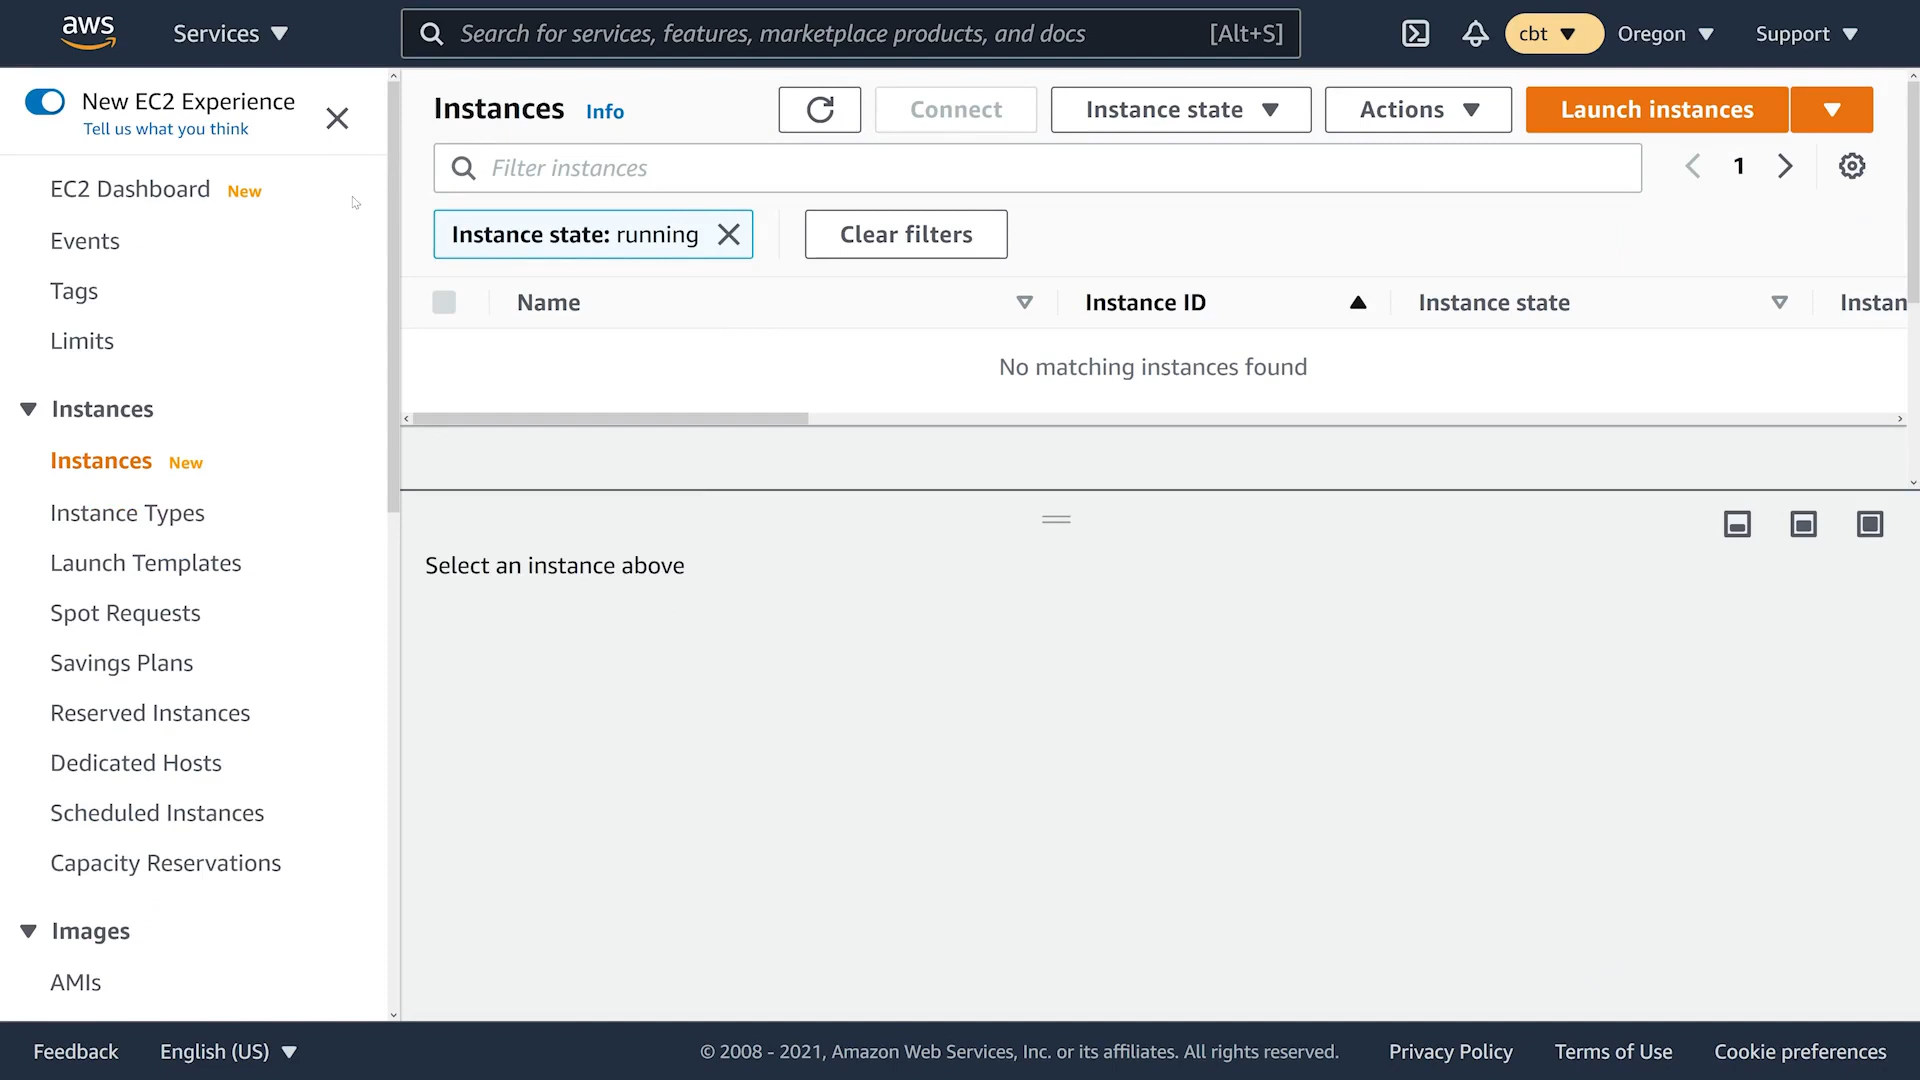 aws
Services
Search for services, features, marketplace products, and docs
[Alt+S]
cbt
Oregon
Support
New EC2 Experience
Tell us what you think
EC2 Dashboard New
Events
Tags
Limits
Instances
Instances New
Instance Types
Launch Templates
Spot Requests
Savings Plans
Reserved Instances
Dedicated Hosts
Scheduled Instances
Capacity Reservations
Images
AMIs
Instances Info
Connect
Instance state
Actions
Launch instances
Filter instances
1
Instance state: running
Clear filters
Name
Instance ID
Instance state
Instan
No matching instances found
Select an instance above
Feedback
English (US)
© 2008 - 2021, Amazon Web Services, Inc. or its affiliates. All rights reserved.
Privacy Policy
Terms of Use
Cookie preferences